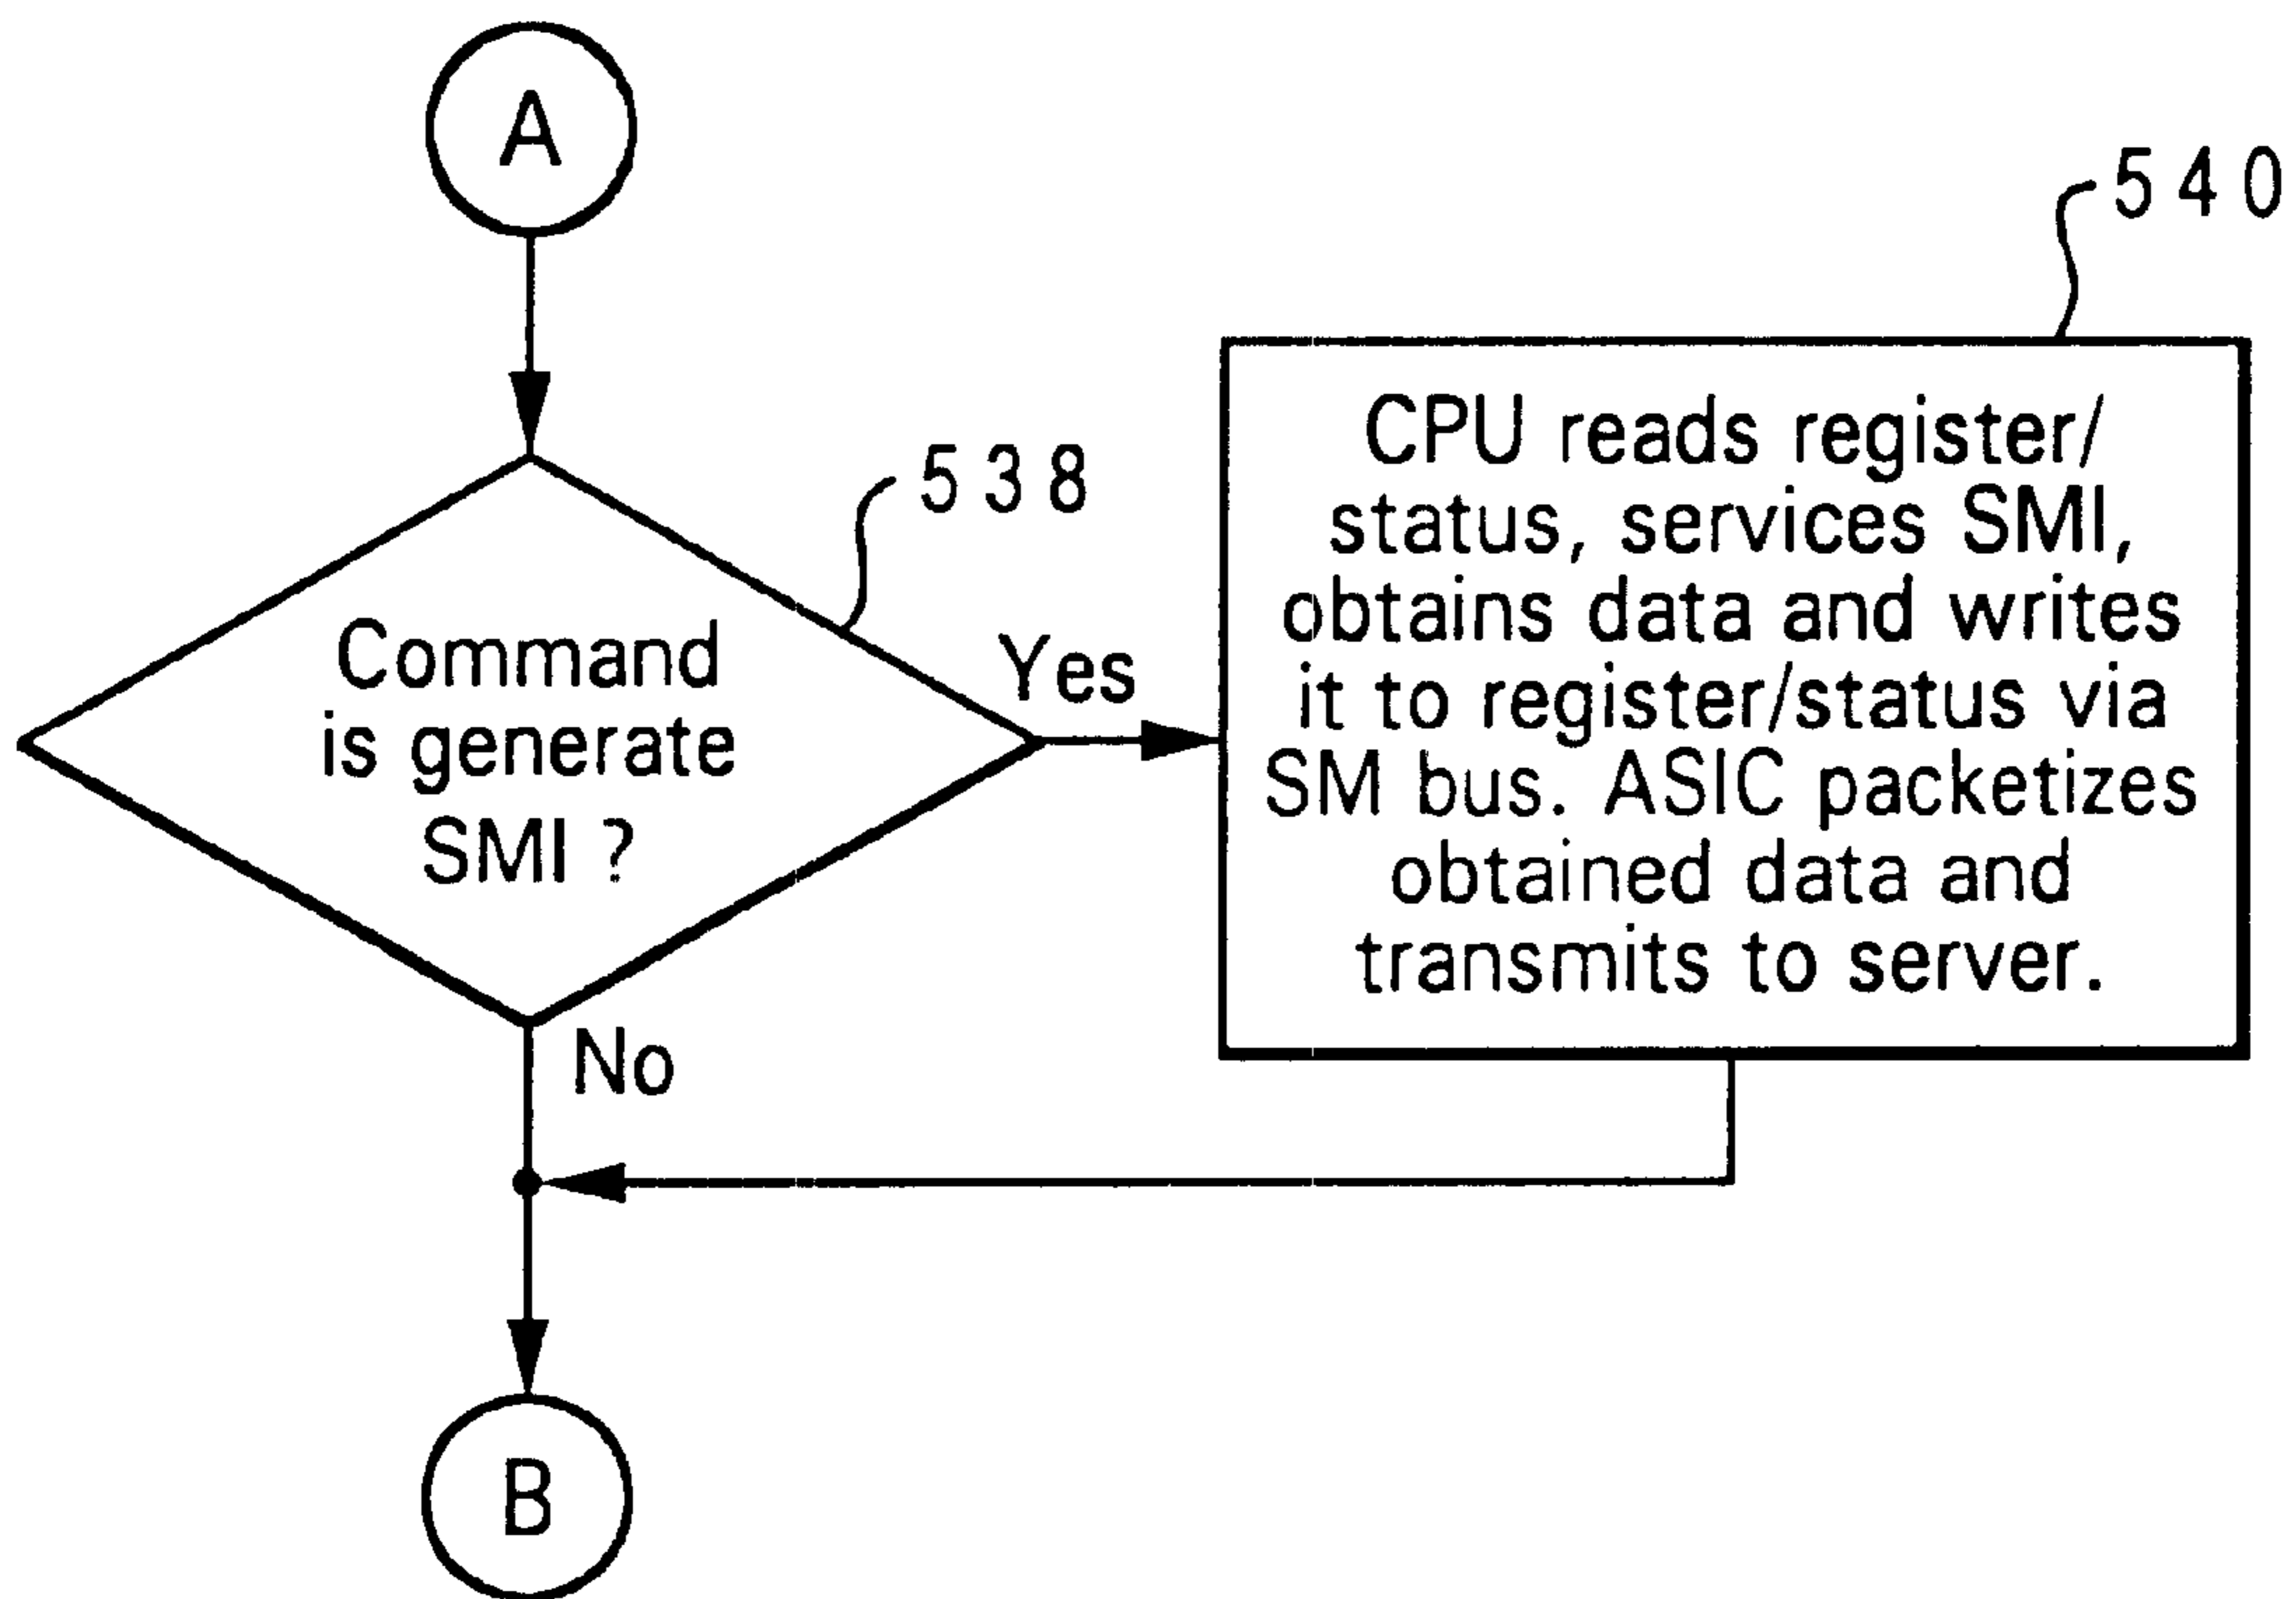 A
540
538
Command
is generate
SMI ?
Yes
CPU reads register/
status, services SMI,
obtains data and writes
it to register/status via
SM bus. ASIC packetizes
obtained data and
transmits to server.
No
B